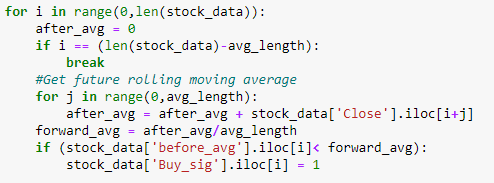 for i in range(0,len(stock_data)):
    after_avg = 0
    if i == (len(stock_data)-avg_length):
        break
    #Get future rolling moving average
    for j in range(0,avg_length):
        after_avg = after_avg + stock_data['Close'].iloc[i+j]
    forward_avg = after_avg/avg_length
    if (stock_data['before_avg'].iloc[i]< forward_avg):
        stock_data['Buy_sig'].iloc[i] = 1